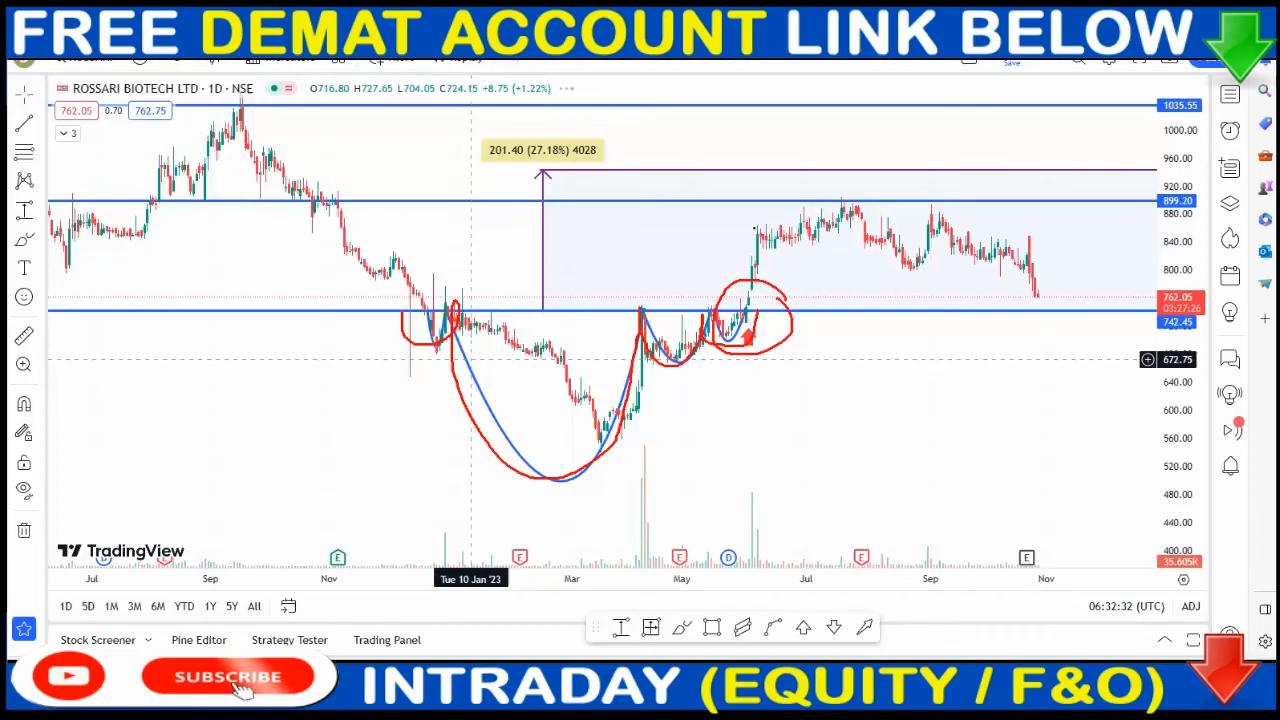 FREE DEMAT ACCOUNT LINK BELOW
Save
ROSSARI BIOTECH LTD · 1D · NSE
O716.80 H727.65 L704.05 C724.15 +8.75 (+1.22%)
762.05 0.70 762.75
3
201.40 (27.18%) 4028
1035.55
1000.00
960.00
920.00
899.20
880.00
840.00
800.00
762.05
03:27:26
742.45
672.75
640.00
600.00
560.00
520.00
480.00
440.00
400.00
35.605K
TradingView
E E E D E E
Jul Sep Nov Tue 10 Jan '23 Mar May Jul Sep Nov
1D 5D 1M 3M 6M YTD 1Y 5Y All
06:32:32 (UTC) ADJ
Stock Screener Pine Editor Strategy Tester Trading Panel
SUBSCRIBE
INTRADAY (EQUITY / F&O)